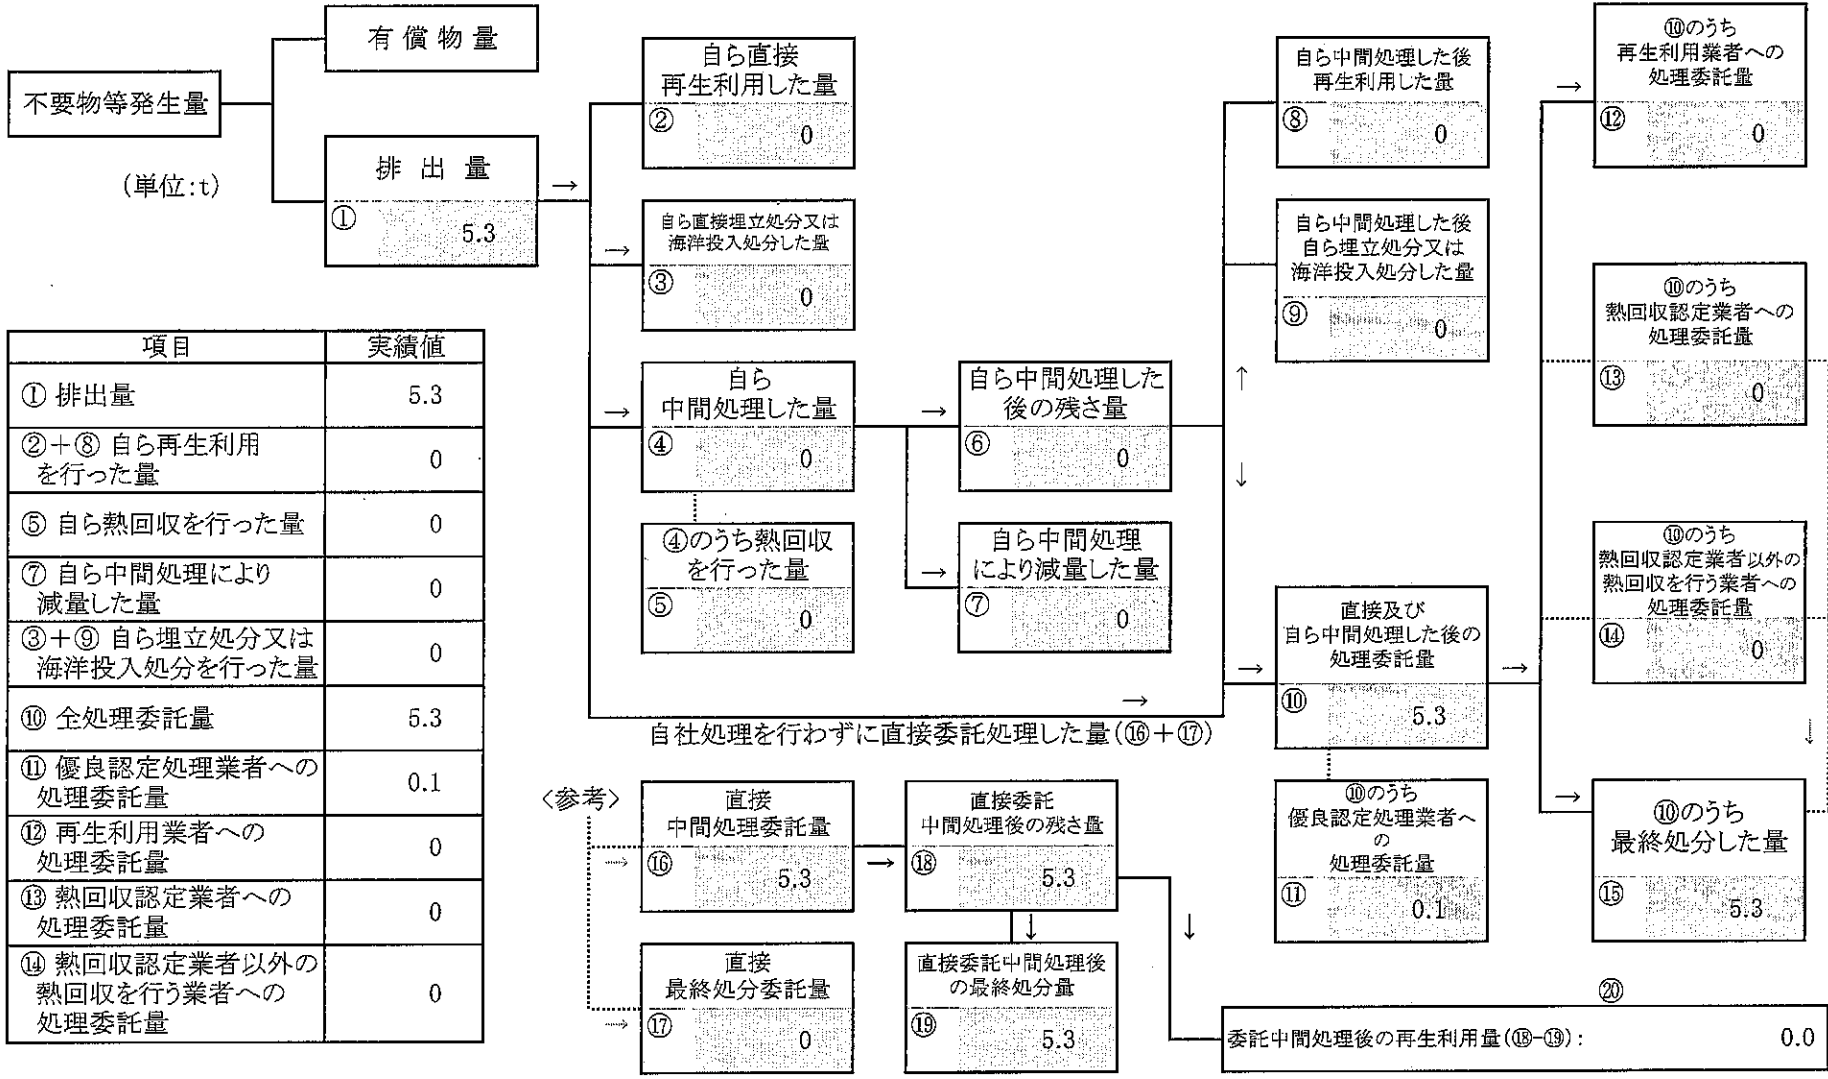 不要物等発生量
(単位:t)
有償物量
排出量
① 5.3
自ら直接
再生利用した量
② 0
自ら直接埋立処分又は
海洋投入処分した量
③ 0
自ら
中間処理した量
④ 0
④のうち熱回収
を行った量
⑤ 0
自ら中間処理した
後の残さ量
⑥ 0
自ら中間処理
により減量した量
⑦ 0
自ら中間処理した後
再生利用した量
⑧ 0
自ら中間処理した後
自ら埋立処分又は
海洋投入処分した量
⑨ 0
直接及び
自ら中間処理した後の
処理委託量
⑩ 5.3
⑩のうち
優良認定処理業者へ
の
処理委託量
⑪ 0.1
⑩のうち
再生利用業者への
処理委託量
⑫ 0
⑩のうち
熱回収認定業者への
処理委託量
⑬ 0
⑩のうち
熱回収認定業者以外の
熱回収を行う業者への
処理委託量
⑭ 0
⑩のうち
最終処分した量
⑮ 5.3
自社処理を行わずに直接委託処理した量(⑯+⑰)
〈参考〉
直接
中間処理委託量
⑯ 5.3
直接
最終処分委託量
⑰ 0
直接委託
中間処理後の残さ量
⑱ 5.3
直接委託中間処理後
の最終処分量
⑲ 5.3
⑳
委託中間処理後の再生利用量(⑱-⑲): 0.0
項目 実績値
① 排出量 5.3
②+⑧ 自ら再生利用
を行った量 0
⑤ 自ら熱回収を行った量 0
⑦ 自ら中間処理により
減量した量 0
③+⑨ 自ら埋立処分又は
海洋投入処分を行った量 0
⑩ 全処理委託量 5.3
⑪ 優良認定処理業者への
処理委託量 0.1
⑫ 再生利用業者への
処理委託量 0
⑬ 熱回収認定業者への
処理委託量 0
⑭ 熱回収認定業者以外の
熱回収を行う業者への
処理委託量 0